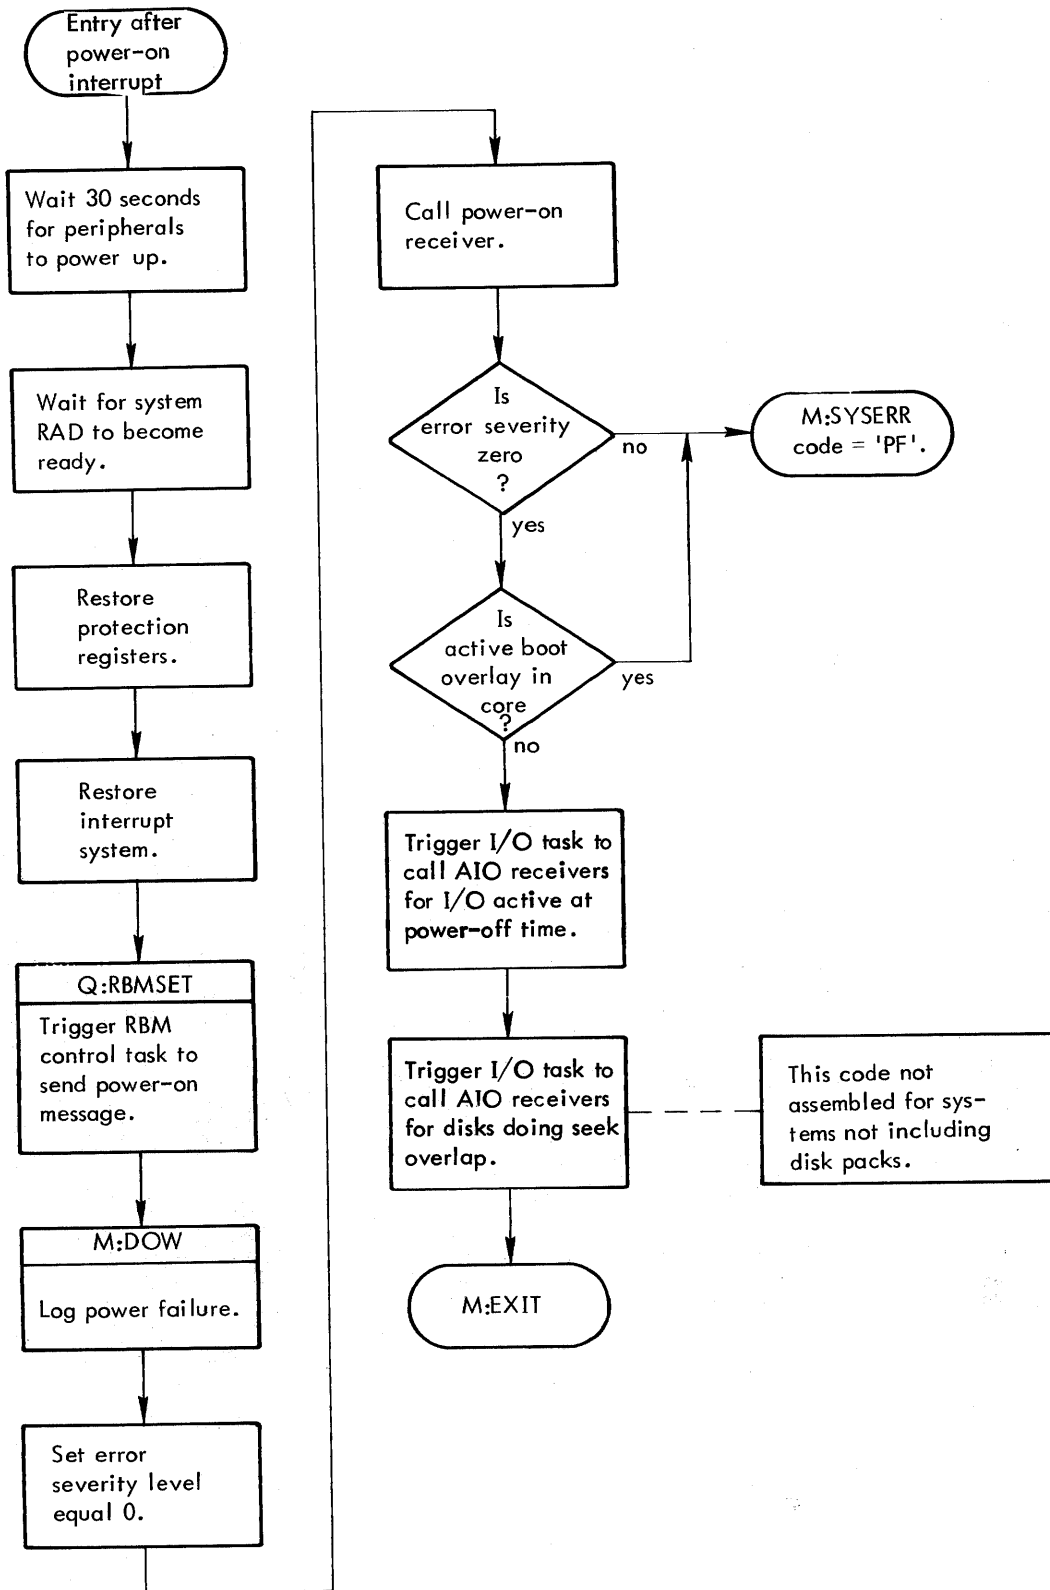 Entry after
power-on
interrupt
Wait 30 seconds
for peripherals
to power up.
Wait for system
RAD to become
ready.
Restore
protection
registers.
Restore
interrupt
system.
Q:RBMSET
Trigger RBM
control task to
send power-on
message.
M:DOW
Log power failure.
Set error
severity level
equal 0.
Call power-on
receiver.
Is
error severity
zero
?
no
yes
M:SYSERR
code = 'PF'.
Is
active boot
overlay in
core
?
yes
no
Trigger I/O task to
call AIO receivers
for I/O active at
power-off time.
Trigger I/O task to
call AIO receivers
for disks doing seek
overlap.
This code not
assembled for sys-
tems not including
disk packs.
M:EXIT